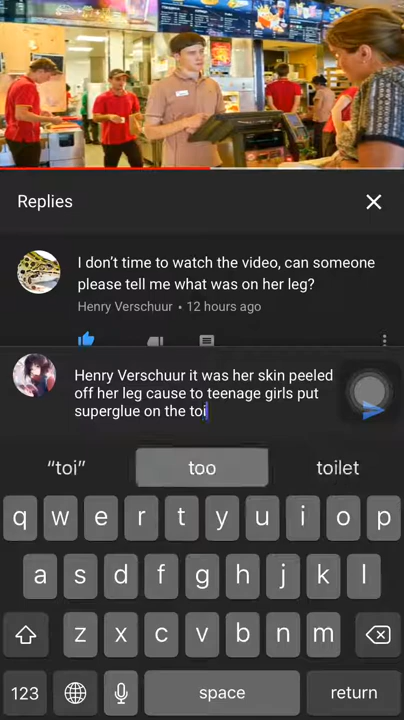 Replies
I don't time to watch the video, can someone
please tell me what was on her leg?
Henry Verschuur • 12 hours ago
Henry Verschuur it was her skin peeled
off her leg cause to teenage girls put
superglue on the toi
“toi” too toilet
q w e r t y u i o p
a s d f g h j k l
z x c v b n m
123 space return